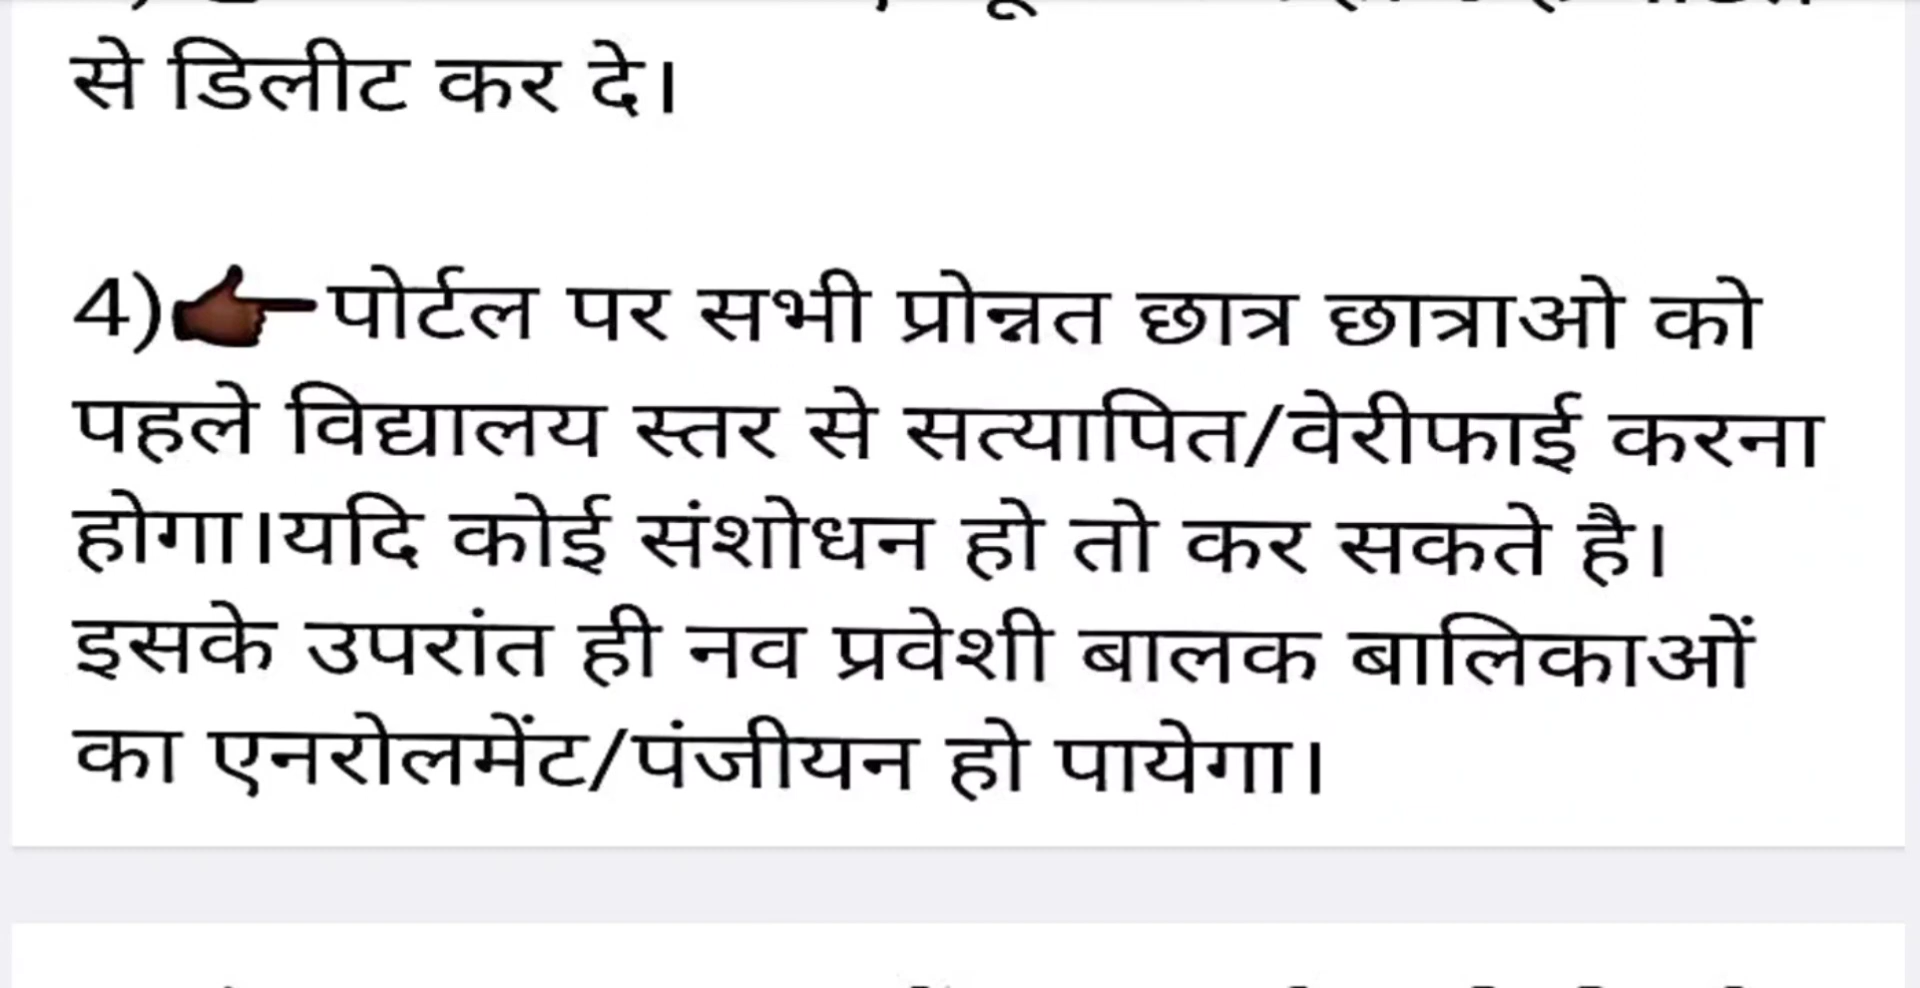 से डिलीट कर दे।
4)👉🏿पोर्टल पर सभी प्रोन्नत छात्र छात्राओ को
पहले विद्यालय स्तर से सत्यापित/वेरीफाई करना
होगा।यदि कोई संशोधन हो तो कर सकते है।
इसके उपरांत ही नव प्रवेशी बालक बालिकाओं
का एनरोलमेंट/पंजीयन हो पायेगा।